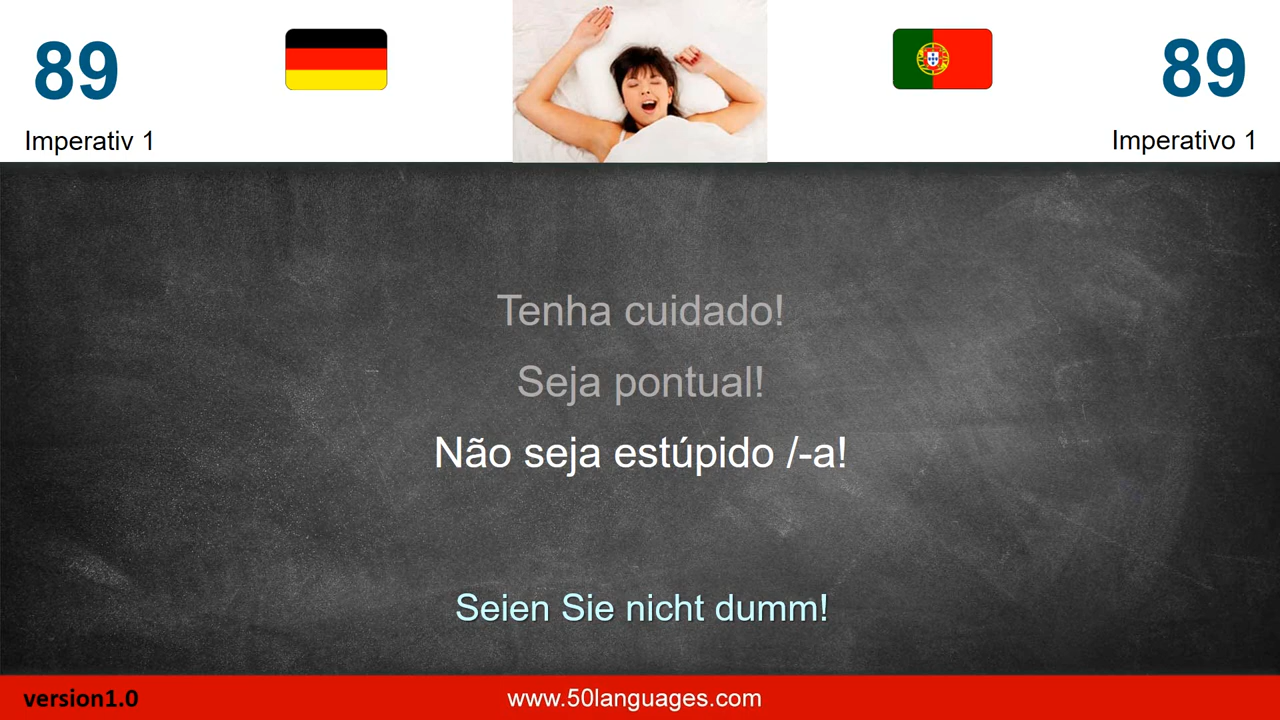 89
89
Imperativ 1
Imperativo 1
Tenha cuidado!
Seja pontual!
Não seja estúpido /-a!
Seien Sie nicht dumm!
version1.0
www.50languages.com